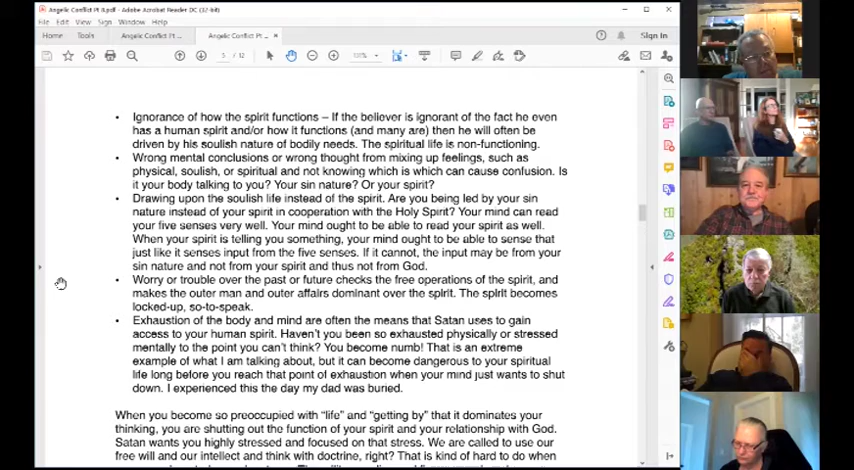 Angelic Conflict Pt 8.pdf - Adobe Acrobat Reader DC (32-bit)
File Edit View Sign Window Help
Home Tools Angelic Conflict Pt ... Angelic Conflict Pt ... × Sign In
5 / 12
• Ignorance of how the spirit functions – If the believer is ignorant of the fact he even
has a human spirit and/or how it functions (and many are) then he will often be
driven by his soulish nature of bodily needs. The spiritual life is non-functioning.
• Wrong mental conclusions or wrong thought from mixing up feelings, such as
physical, soulish, or spiritual and not knowing which is which can cause confusion. Is
it your body talking to you? Your sin nature? Or your spirit?
• Drawing upon the soulish life instead of the spirit. Are you being led by your sin
nature instead of your spirit in cooperation with the Holy Spirit? Your mind can read
your five senses very well. Your mind ought to be able to read your spirit as well.
When your spirit is telling you something, your mind ought to be able to sense that
just like it senses input from the five senses. If it cannot, the input may be from your
sin nature and not from your spirit and thus not from God.
• Worry or trouble over the past or future checks the free operations of the spirit, and
makes the outer man and outer affairs dominant over the spirit. The spirit becomes
locked-up, so-to-speak.
• Exhaustion of the body and mind are often the means that Satan uses to gain
access to your human spirit. Haven't you been so exhausted physically or stressed
mentally to the point you can't think? You become numb! That is an extreme
example of what I am talking about, but it can become dangerous to your spiritual
life long before you reach that point of exhaustion when your mind just wants to shut
down. I experienced this the day my dad was buried.
When you become so preoccupied with "life" and "getting by" that it dominates your
thinking, you are shutting out the function of your spirit and your relationship with God.
Satan wants you highly stressed and focused on that stress. We are called to use our
free will and our intellect and think with doctrine, right? That is kind of hard to do when